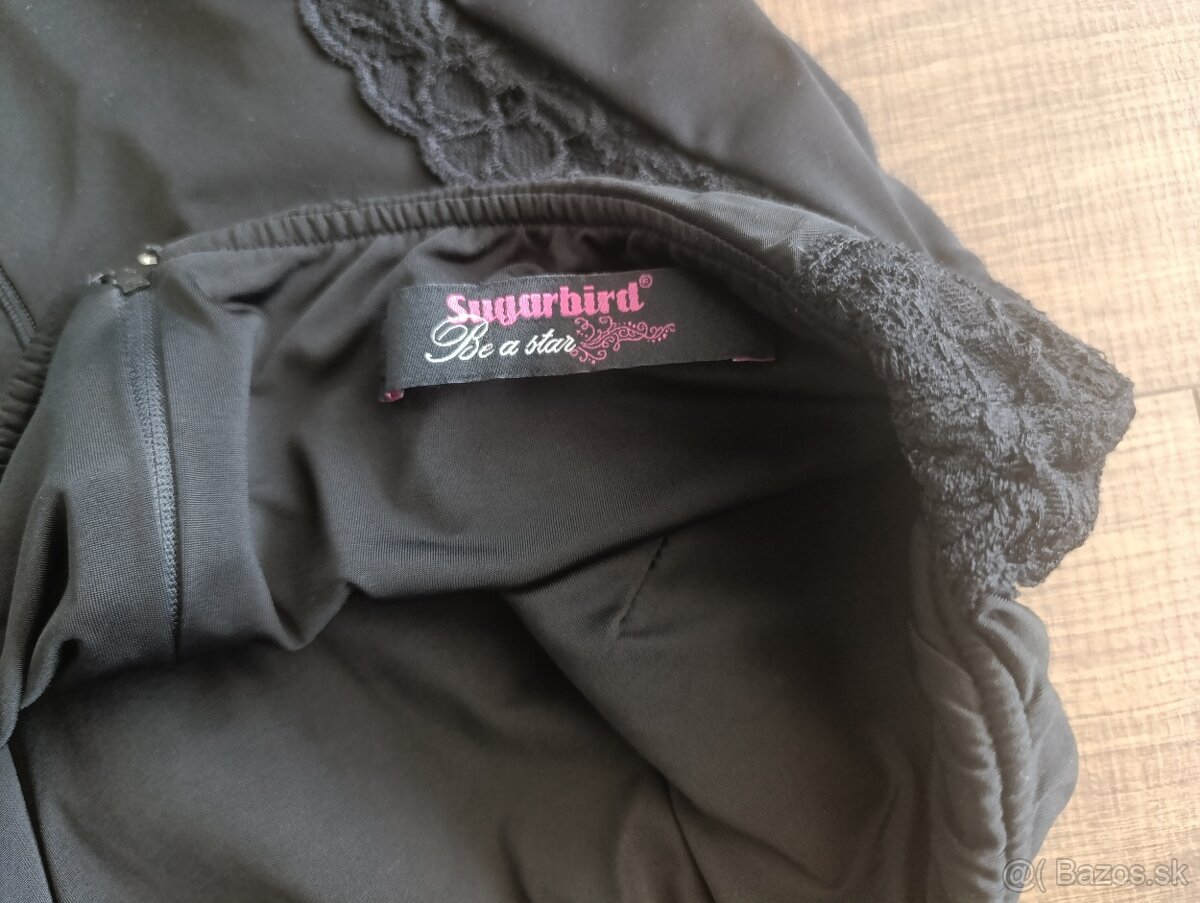 Sugarbird®
Be a star
@( Bazos.sk